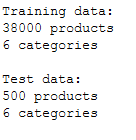 Training data:
38000 products
6 categories
Test data:
500 products
6 categories